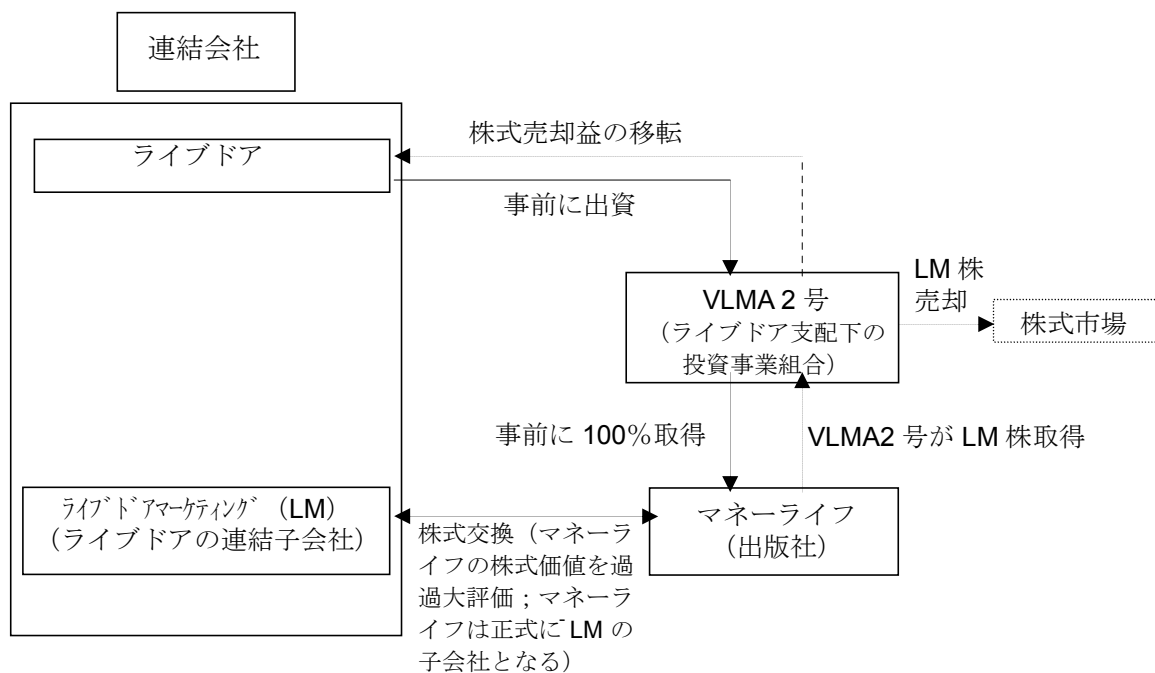 連結会社
ライブドア
株式売却益の移転
事前に出資
VLMA 2 号
(ライブドア支配下の
投資事業組合)
LM 株
売却
株式市場
事前に 100%取得
VLMA2 号が LM 株取得
ﾗｲﾌﾞﾄﾞｱﾏｰｹﾃｨﾝｸﾞ (LM)
(ライブドアの連結子会社)
株式交換(マネーラ
イフの株式価値を過
過大評価;マネーラ
イフは正式に LM の
子会社となる)
マネーライフ
(出版社)